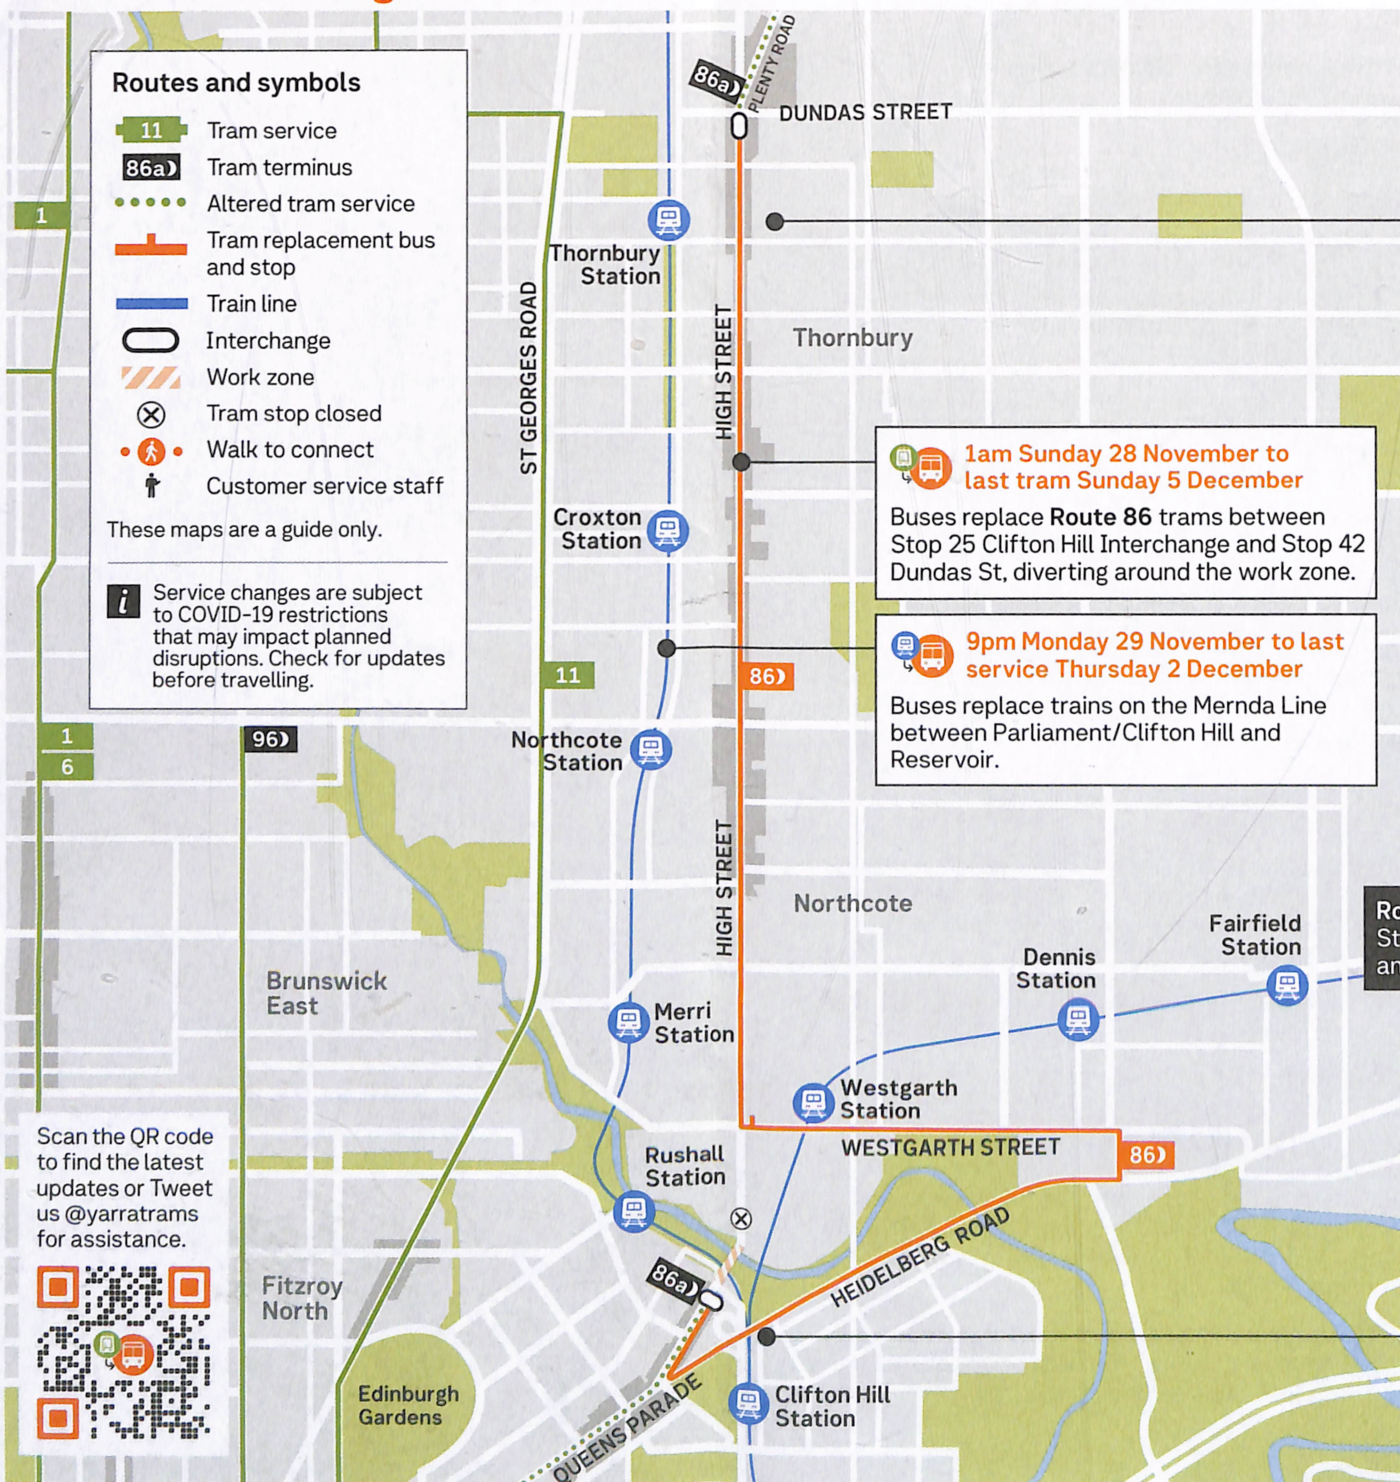 Routes and symbols
11 Tram service
86a Tram terminus
Altered tram service
Tram replacement bus
and stop
Train line
Interchange
Work zone
Tram stop closed
Walk to connect
Customer service staff
These maps are a guide only.
i Service changes are subject
to COVID-19 restrictions
that may impact planned
disruptions. Check for updates
before travelling.
86a
PLENTY ROAD
DUNDAS STREET
1
Thornbury
Station
ST GEORGES ROAD
HIGH STREET
Thornbury
1am Sunday 28 November to
last tram Sunday 5 December
Buses replace Route 86 trams between
Stop 25 Clifton Hill Interchange and Stop 42
Dundas St, diverting around the work zone.
Croxton
Station
9pm Monday 29 November to last
service Thursday 2 December
Buses replace trains on the Mernda Line
between Parliament/Clifton Hill and
Reservoir.
11
86
1
6
96
Northcote
Station
HIGH STREET
Northcote
Fairfield
Station
Dennis
Station
Brunswick
East
Merri
Station
Westgarth
Station
WESTGARTH STREET
86
Rushall
Station
Scan the QR code
to find the latest
updates or Tweet
us @yarratrams
for assistance.
HEIDELBERG ROAD
86a
Fitzroy
North
Edinburgh
Gardens
QUEENS PARADE
Clifton Hill
Station